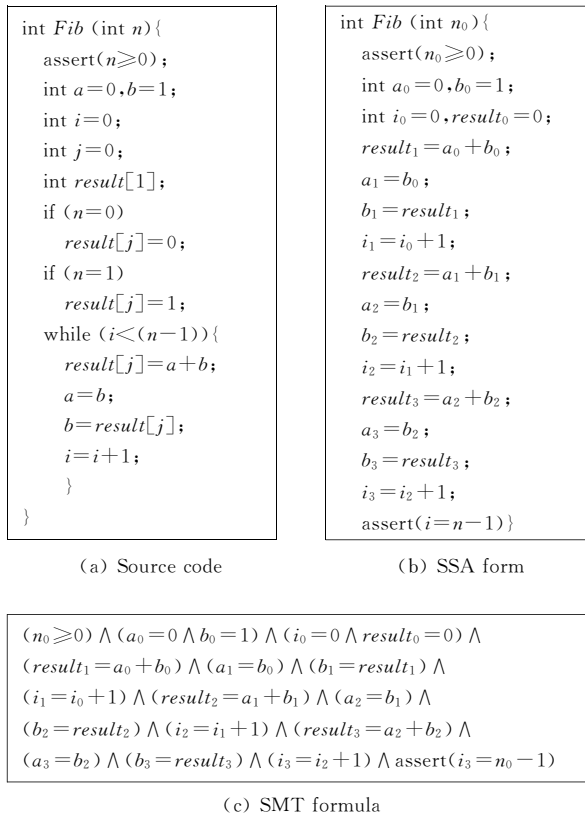 int Fib (int n){
assert(n≥0);
int a=0,b=1;
int i=0;
int j=0;
int result[1];
if (n=0)
result[j]=0;
if (n=1)
result[j]=1;
while (i<(n−1)){
result[j]=a+b;
a=b;
b=result[j];
i=i+1;
}
}
(a) Source code
int Fib (int n₀){
assert(n₀≥0);
int a₀=0,b₀=1;
int i₀=0,result₀=0;
result₁=a₀+b₀;
a₁=b₀;
b₁=result₁;
i₁=i₀+1;
result₂=a₁+b₁;
a₂=b₁;
b₂=result₂;
i₂=i₁+1;
result₃=a₂+b₂;
a₃=b₂;
b₃=result₃;
i₃=i₂+1;
assert(i=n−1)}
(b) SSA form
(n₀≥0)∧(a₀=0∧b₀=1)∧(i₀=0∧result₀=0)∧
(result₁=a₀+b₀)∧(a₁=b₀)∧(b₁=result₁)∧
(i₁=i₀+1)∧(result₂=a₁+b₁)∧(a₂=b₁)∧
(b₂=result₂)∧(i₂=i₁+1)∧(result₃=a₂+b₂)∧
(a₃=b₂)∧(b₃=result₃)∧(i₃=i₂+1)∧assert(i₃=n₀−1)
(c) SMT formula